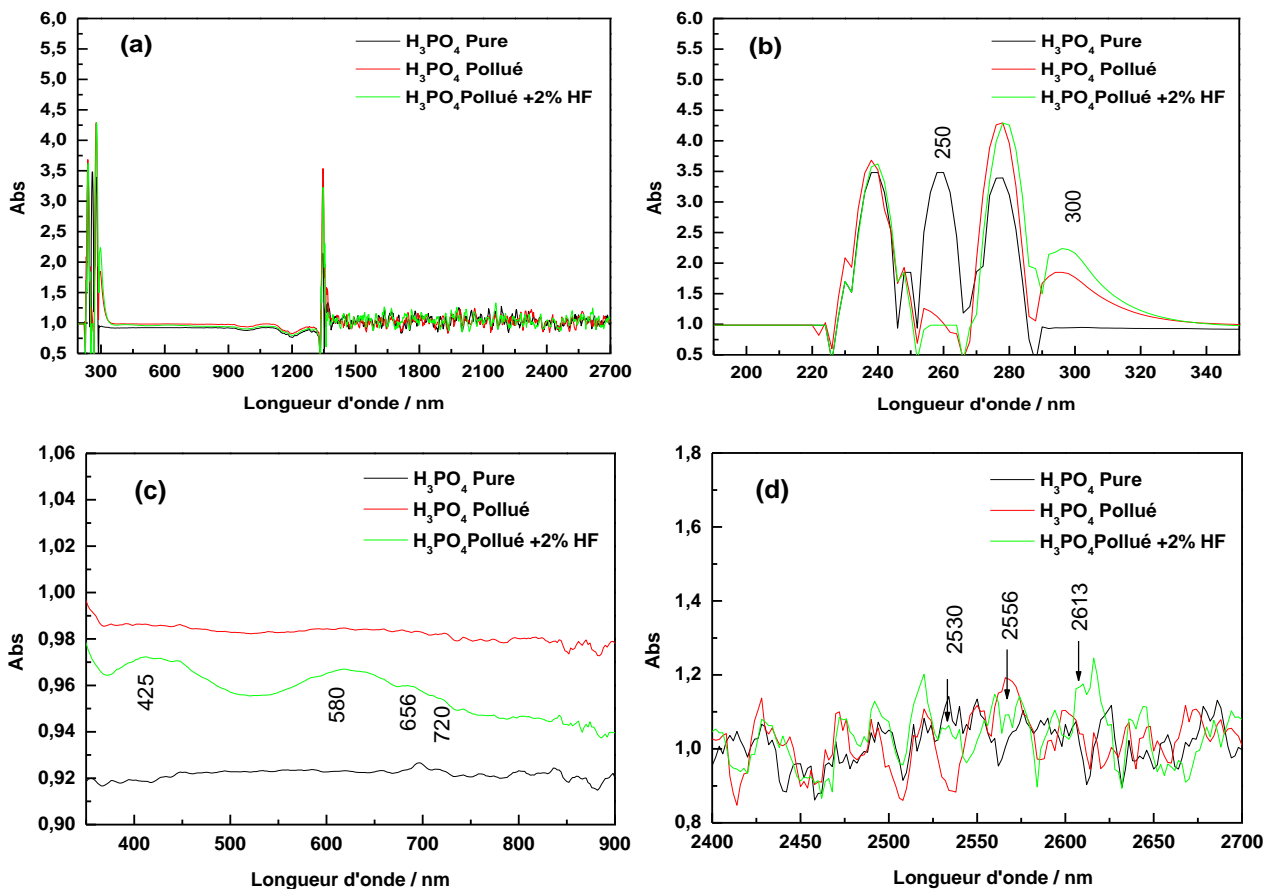 (a)
H₃PO₄ Pure
H₃PO₄ Pollué
H₃PO₄Pollué +2% HF
Abs
6,0
5,5
5,0
4,5
4,0
3,5
3,0
2,5
2,0
1,5
1,0
0,5
300 600 900 1200 1500 1800 2100 2400 2700
Longueur d'onde / nm
(b)
H₃PO₄ Pure
H₃PO₄ Pollué
H₃PO₄Pollué +2% HF
250
300
Abs
6,0
5,5
5,0
4,5
4,0
3,5
3,0
2,5
2,0
1,5
1,0
0,5
200 220 240 260 280 300 320 340
Longueur d'onde / nm
(c)
H₃PO₄ Pure
H₃PO₄ Pollué
H₃PO₄Pollué +2% HF
425
580
656
720
Abs
1,06
1,04
1,02
1,00
0,98
0,96
0,94
0,92
0,90
400 500 600 700 800 900
Longueur d'onde / nm
(d)
H₃PO₄ Pure
H₃PO₄ Pollué
H₃PO₄Pollué +2% HF
2530
2556
2613
Abs
1,8
1,6
1,4
1,2
1,0
0,8
2400 2450 2500 2550 2600 2650 2700
Longueur d'onde / nm